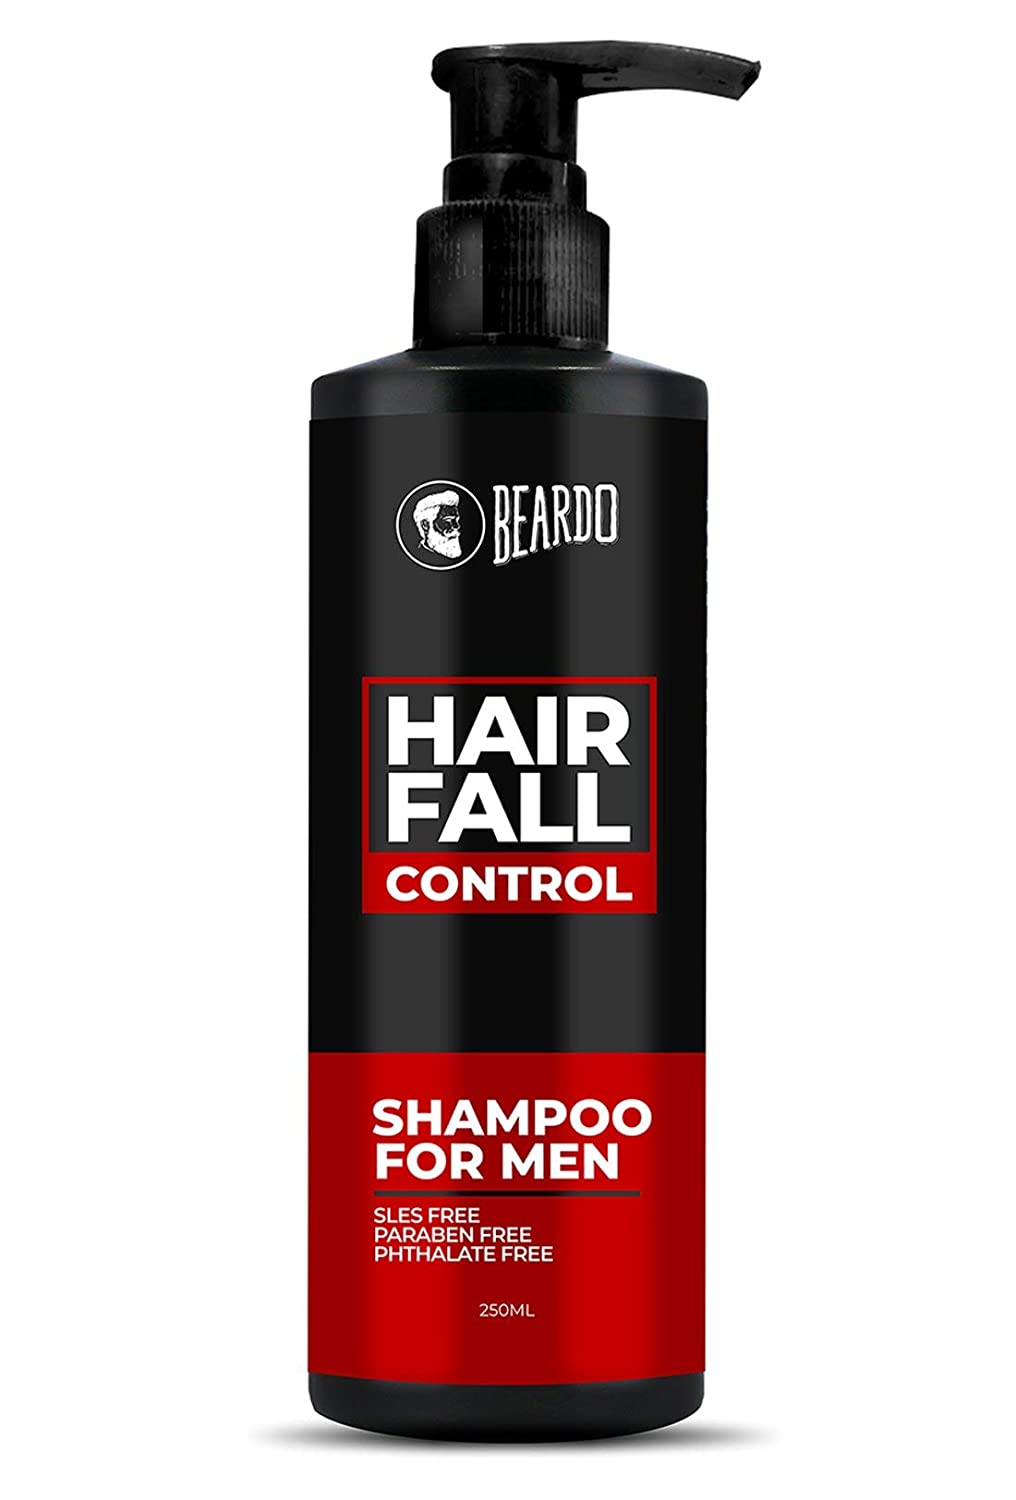 BEARDO
HAIR
FALL
CONTROL
SHAMPOO
FOR MEN
SLES FREE
PARABEN FREE
PHTHALATE FREE
250ML